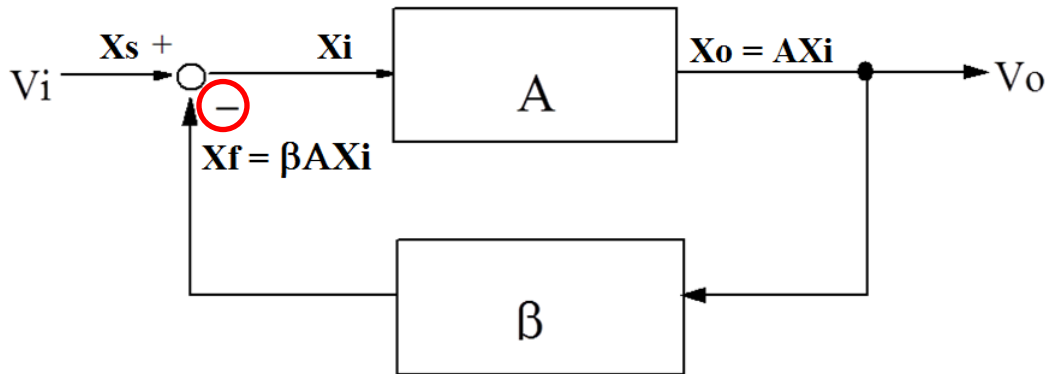 Xs +
Xi
Xo = AXi
Vi
A
Vo
−
Xf = βAXi
β